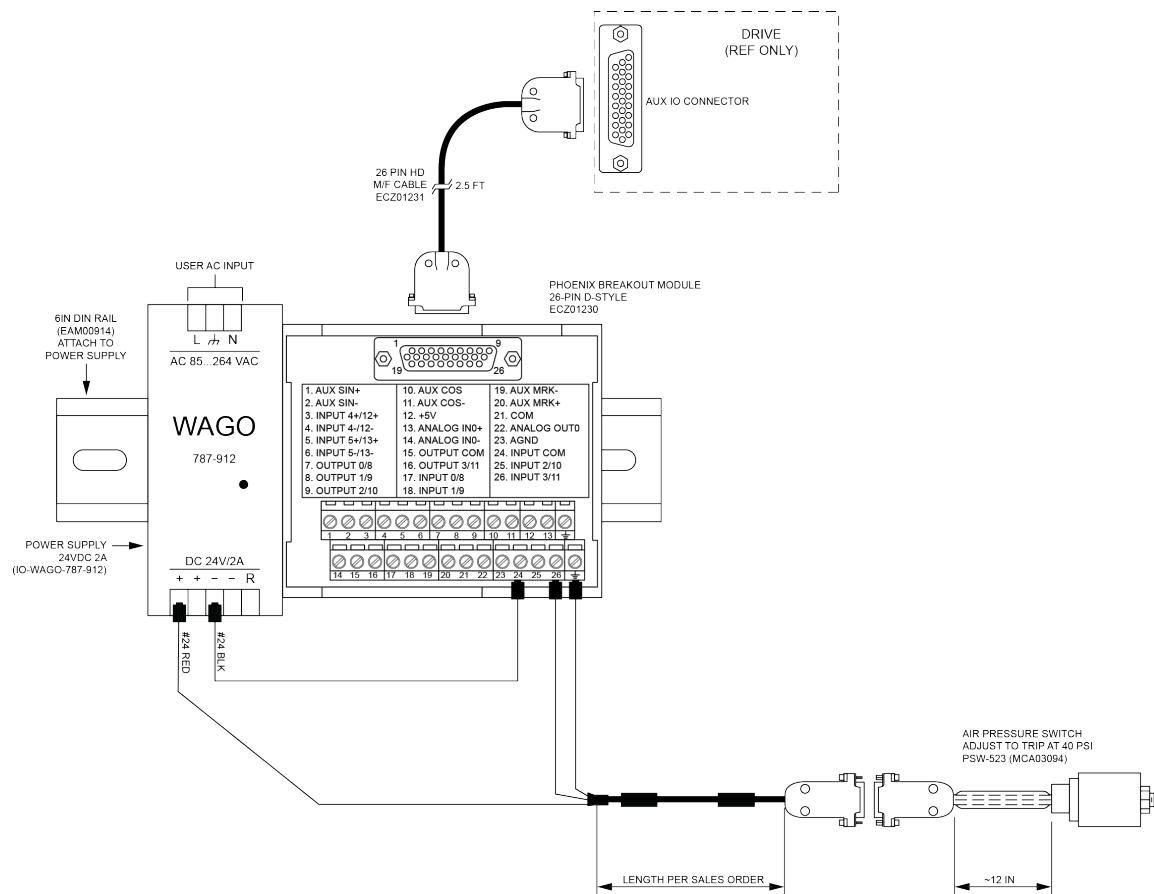 DRIVE
(REF ONLY)
AUX IO CONNECTOR
26 PIN HD
M/F CABLE
ECZ01231
2.5 FT
USER AC INPUT
PHOENIX BREAKOUT MODULE
26-PIN D-STYLE
ECZ01230
6IN DIN RAIL
(EAM00914)
ATTACH TO
POWER SUPPLY
L N
AC 85...264 VAC
WAGO
787-912
1 9
19 26
1. AUX SIN+
2. AUX SIN-
3. INPUT 4+/12+
4. INPUT 4-/12-
5. INPUT 5+/13+
6. INPUT 5-/13-
7. OUTPUT 0/8
8. OUTPUT 1/9
9. OUTPUT 2/10
10. AUX COS
11. AUX COS-
12. +5V
13. ANALOG IN0+
14. ANALOG IN0-
15. OUTPUT COM
16. OUTPUT 3/11
17. INPUT 0/8
18. INPUT 1/9
19. AUX MRK-
20. AUX MRK+
21. COM
22. ANALOG OUT0
23. AGND
24. INPUT COM
25. INPUT 2/10
26. INPUT 3/11
1 2 3 4 5 6 7 8 9 10 11 12 13
14 15 16 17 18 19 20 21 22 23 24 25 26
POWER SUPPLY
24VDC 2A
(IO-WAGO-787-912)
DC 24V/2A
+ + − − R
#24 RED
#24 BLK
AIR PRESSURE SWITCH
ADJUST TO TRIP AT 40 PSI
PSW-523 (MCA03094)
LENGTH PER SALES ORDER
~12 IN